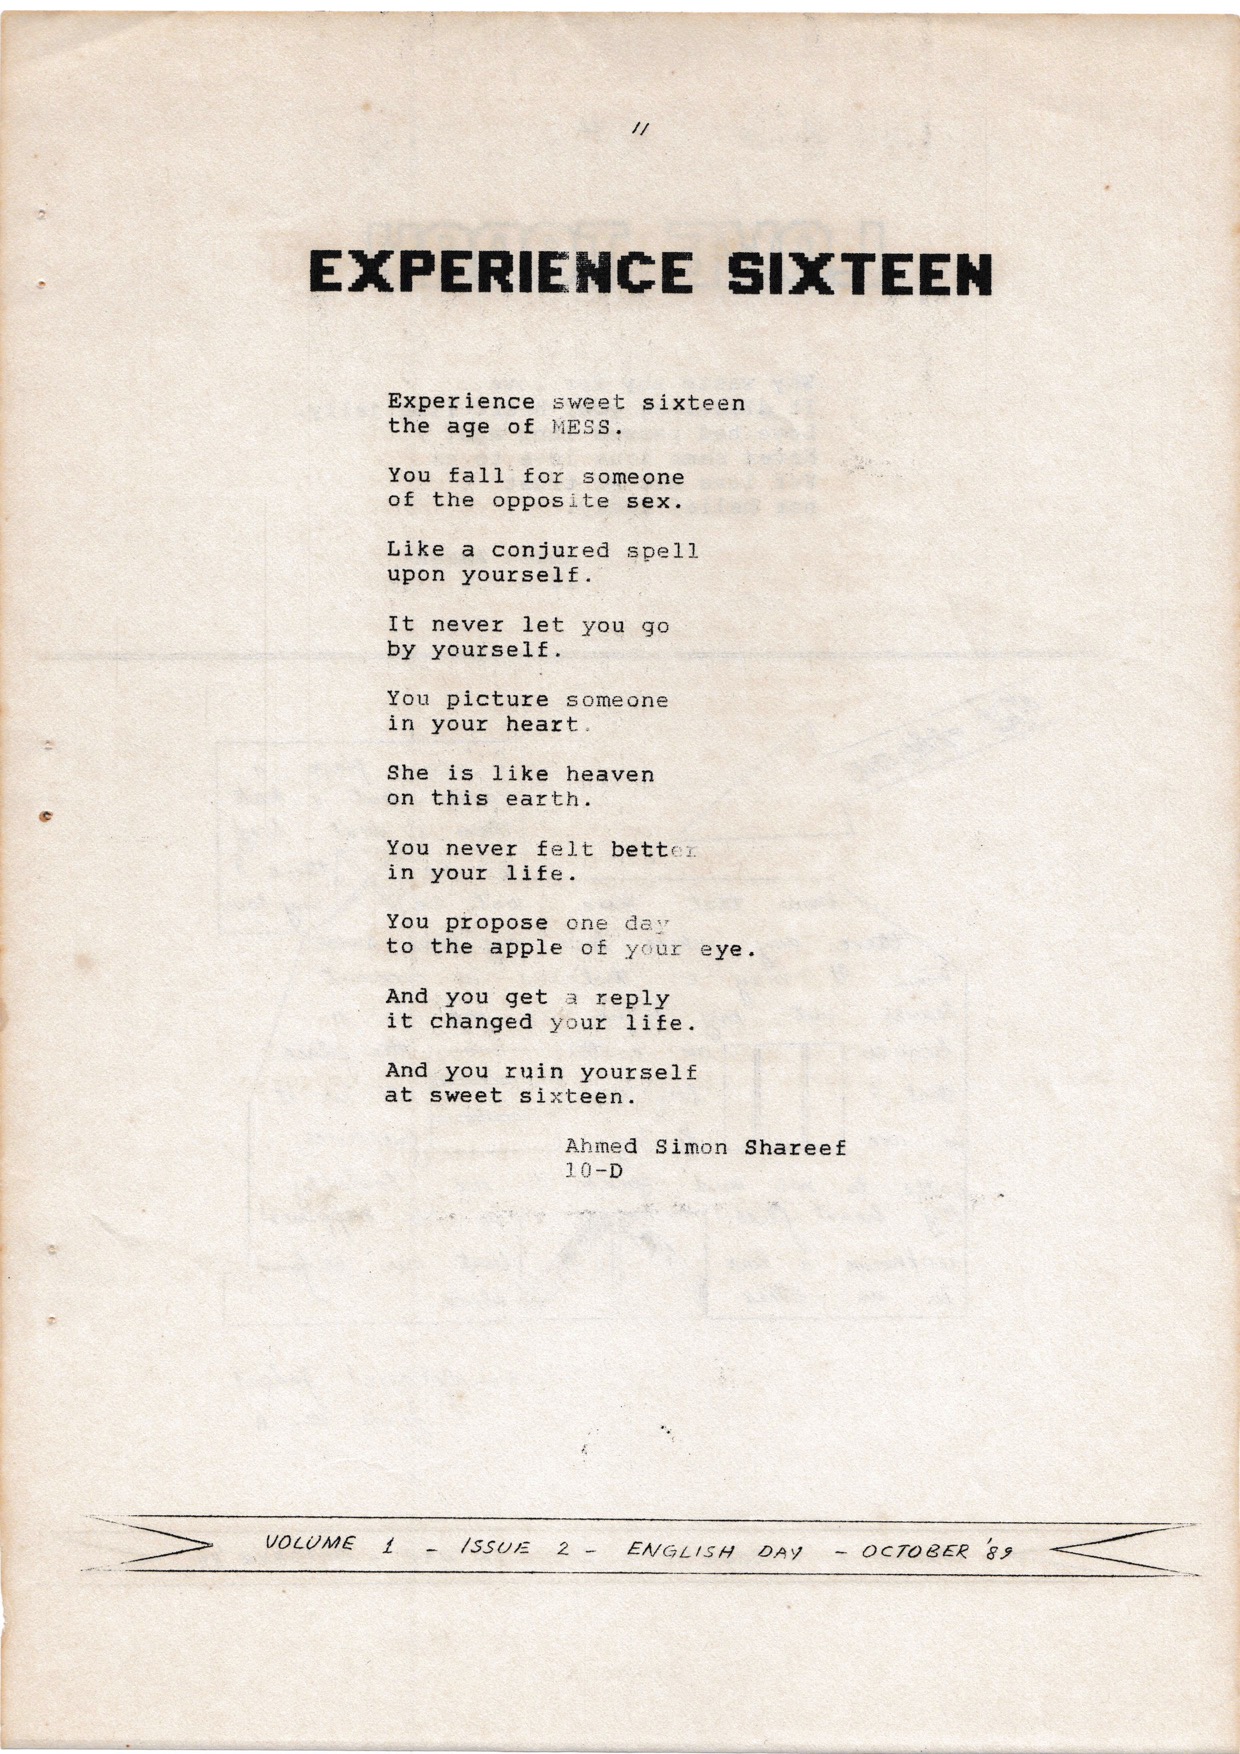 11
EXPERIENCE SIXTEEN
Experience sweet sixteen
the age of MESS.
You fall for someone
of the opposite sex.
Like a conjured spell
upon yourself.
It never let you go
by yourself.
You picture someone
in your heart.
She is like heaven
on this earth.
You never felt better
in your life.
You propose one day
to the apple of your eye.
And you get a reply
it changed your life.
And you ruin yourself
at sweet sixteen.
Ahmed Simon Shareef
10-D
VOLUME 1 - ISSUE 2 - ENGLISH DAY - OCTOBER '89